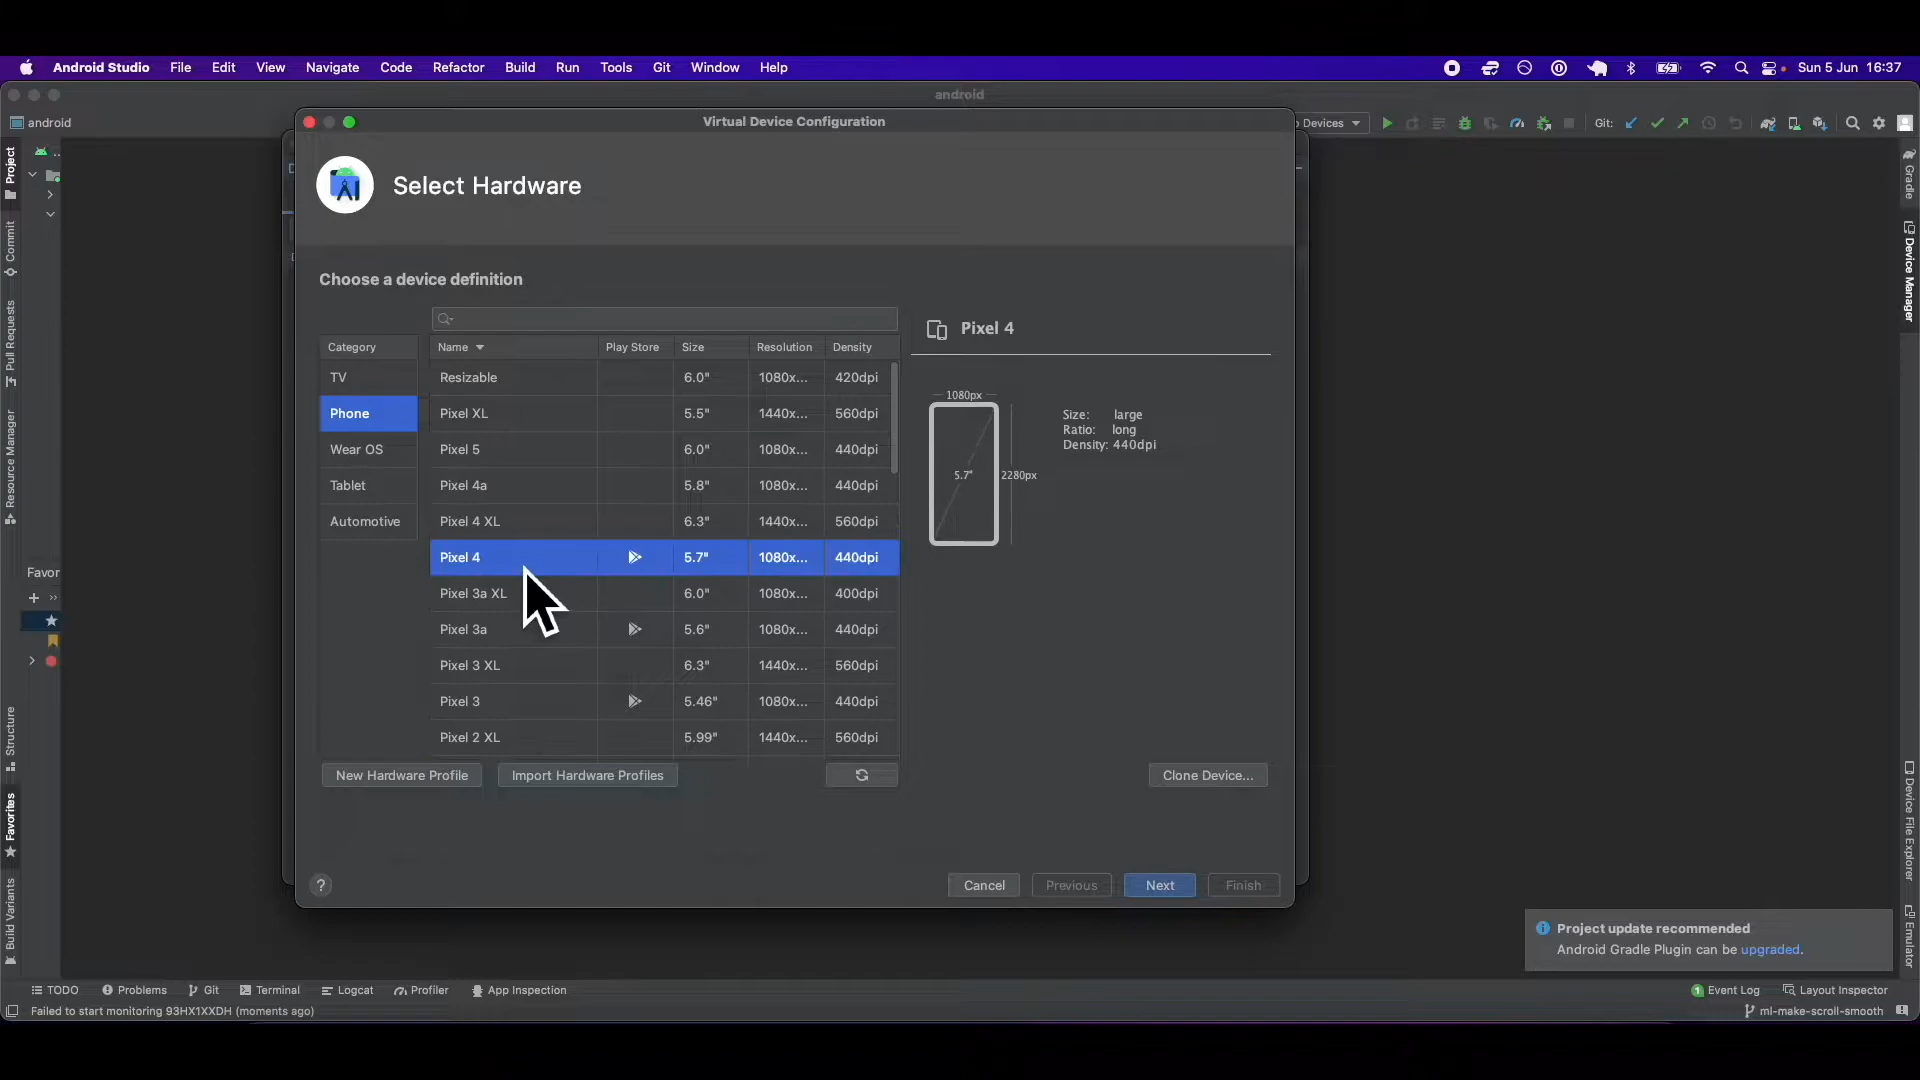 Android Studio File Edit View Navigate Code Refactor Build Run Tools Git Window Help Sun 5 Jun 16:37
android
android
Devices
Git:
Virtual Device Configuration
Select Hardware
Choose a device definition
Category
TV
Phone
Wear OS
Tablet
Automotive
Name Play Store Size Resolution Density
Resizable 6.0" 1080x... 420dpi
Pixel XL 5.5" 1440x... 560dpi
Pixel 5 6.0" 1080x... 440dpi
Pixel 4a 5.8" 1080x... 440dpi
Pixel 4 XL 6.3" 1440x... 560dpi
Pixel 4 5.7" 1080x... 440dpi
Pixel 3a XL 6.0" 1080x... 400dpi
Pixel 3a 5.6" 1080x... 440dpi
Pixel 3 XL 6.3" 1440x... 560dpi
Pixel 3 5.46" 1080x... 440dpi
Pixel 2 XL 5.99" 1440x... 560dpi
Pixel 4
1080px
5.7"
2280px
Size: large
Ratio: long
Density: 440dpi
New Hardware Profile
Import Hardware Profiles
Clone Device...
?
Cancel
Previous
Next
Finish
Project
Commit
Pull Requests
Resource Manager
Structure
Favorites
Build Variants
Favor
Gradle
Device Manager
Device File Explorer
Emulator
Project update recommended
Android Gradle Plugin can be upgraded.
TODO Problems Git Terminal Logcat Profiler App Inspection 1 Event Log Layout Inspector
Failed to start monitoring 93HX1XXDH (moments ago) ml-make-scroll-smooth